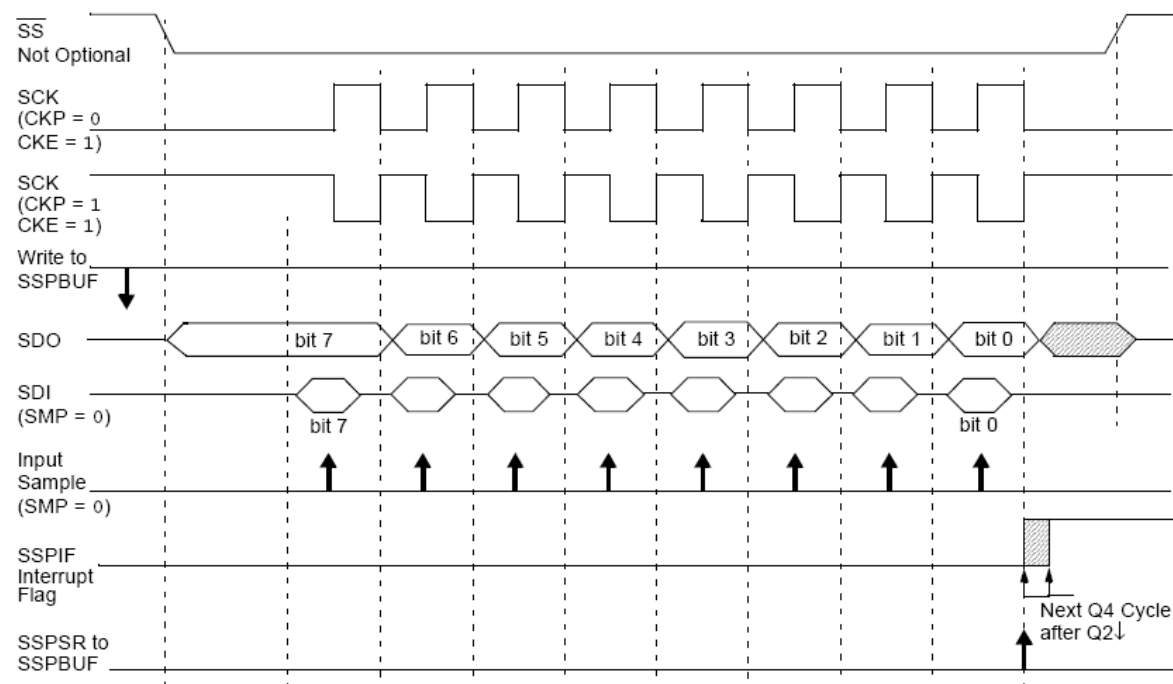 SS
Not Optional
SCK
(CKP = 0
CKE = 1)
SCK
(CKP = 1
CKE = 1)
Write to
SSPBUF
SDO
bit 7
bit 6
bit 5
bit 4
bit 3
bit 2
bit 1
bit 0
SDI
(SMP = 0)
bit 7
bit 0
Input
Sample
(SMP = 0)
SSPIF
Interrupt
Flag
Next Q4 Cycle
after Q2↓
SSPSR to
SSPBUF